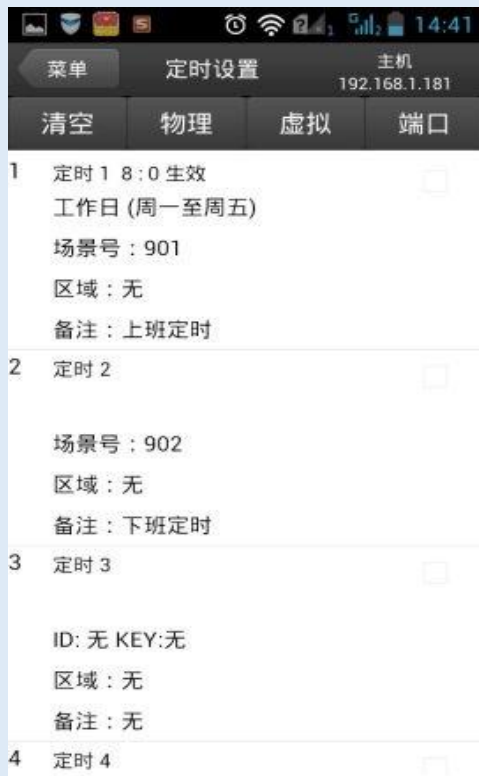 14:41
菜单 定时设置 主机
192.168.1.181
清空 物理 虚拟 端口
1 定时 1 8:0 生效
工作日 (周一至周五)
场景号：901
区域：无
备注：上班定时
2 定时 2
场景号：902
区域：无
备注：下班定时
3 定时 3
ID: 无 KEY:无
区域：无
备注：无
4 定时 4